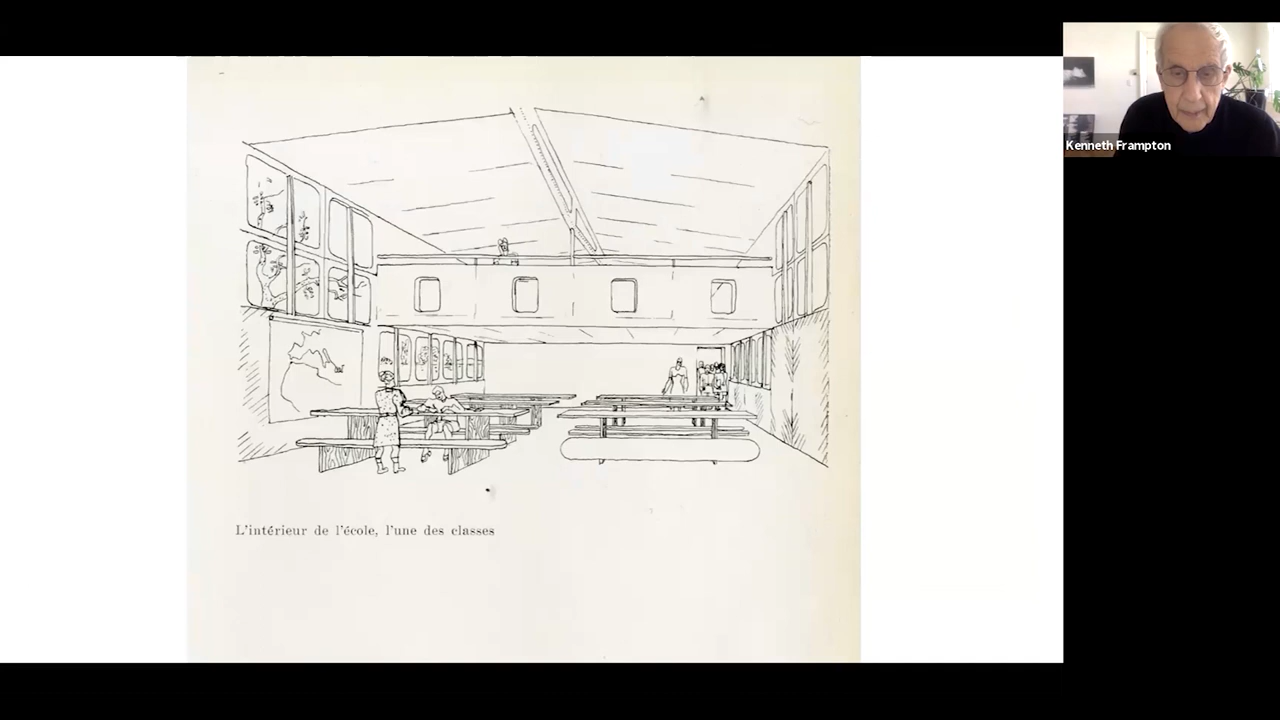 Kenneth Frampton
L'intérieur de l'école, l'une des classes